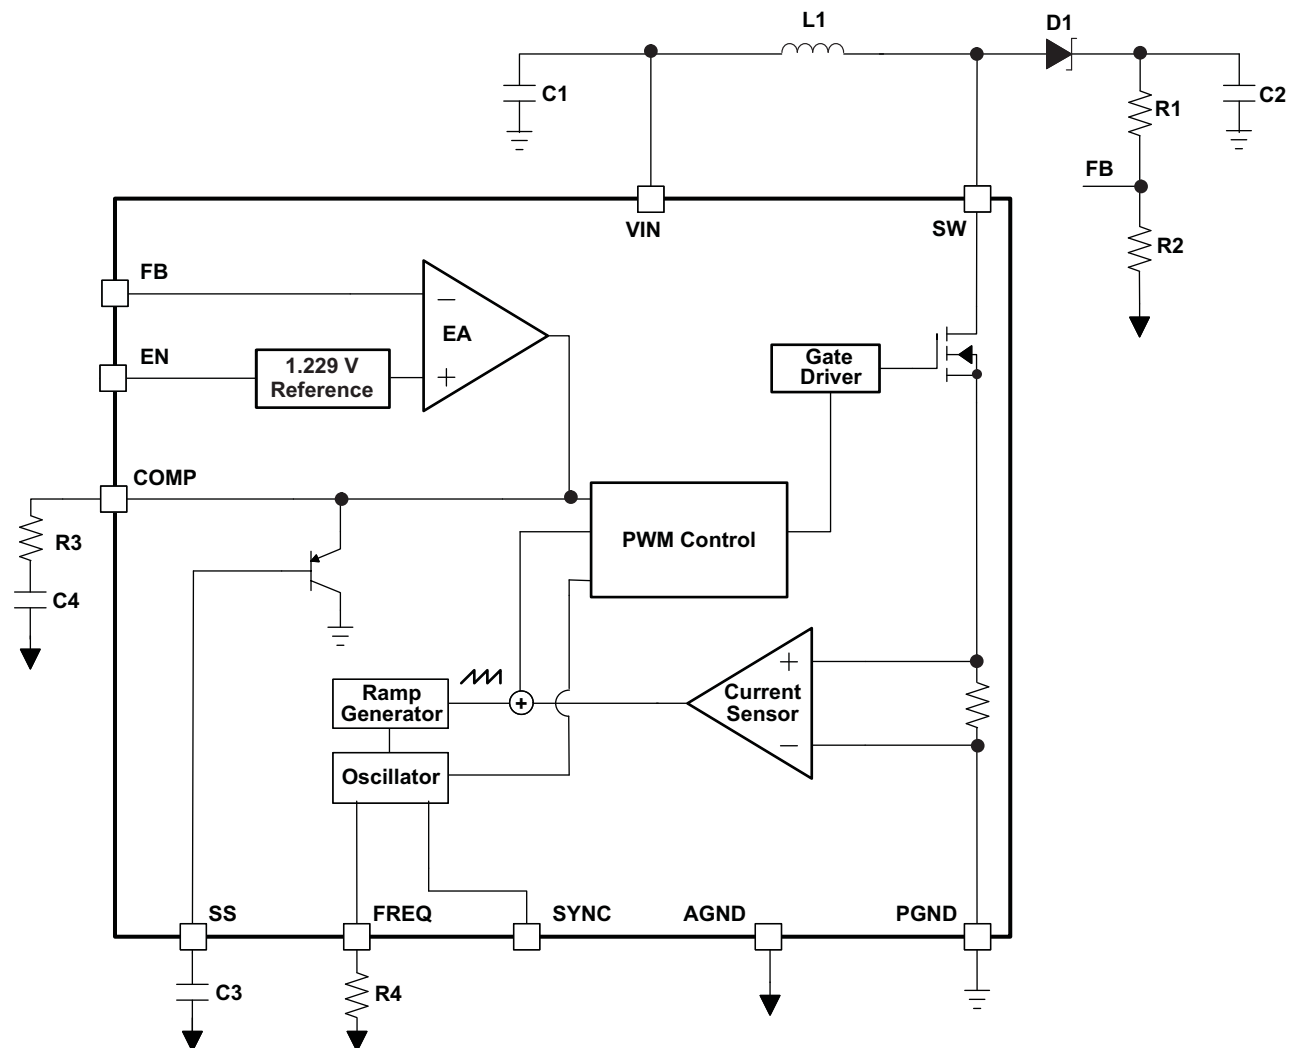 L1
D1
C1
R1
C2
FB
VIN
SW
R2
FB
−
EA
EN
1.229 V
Reference
+
Gate
Driver
COMP
R3
PWM Control
C4
+
Ramp
Generator
+
Current
Sensor
−
Oscillator
SS
FREQ
SYNC
AGND
PGND
C3
R4